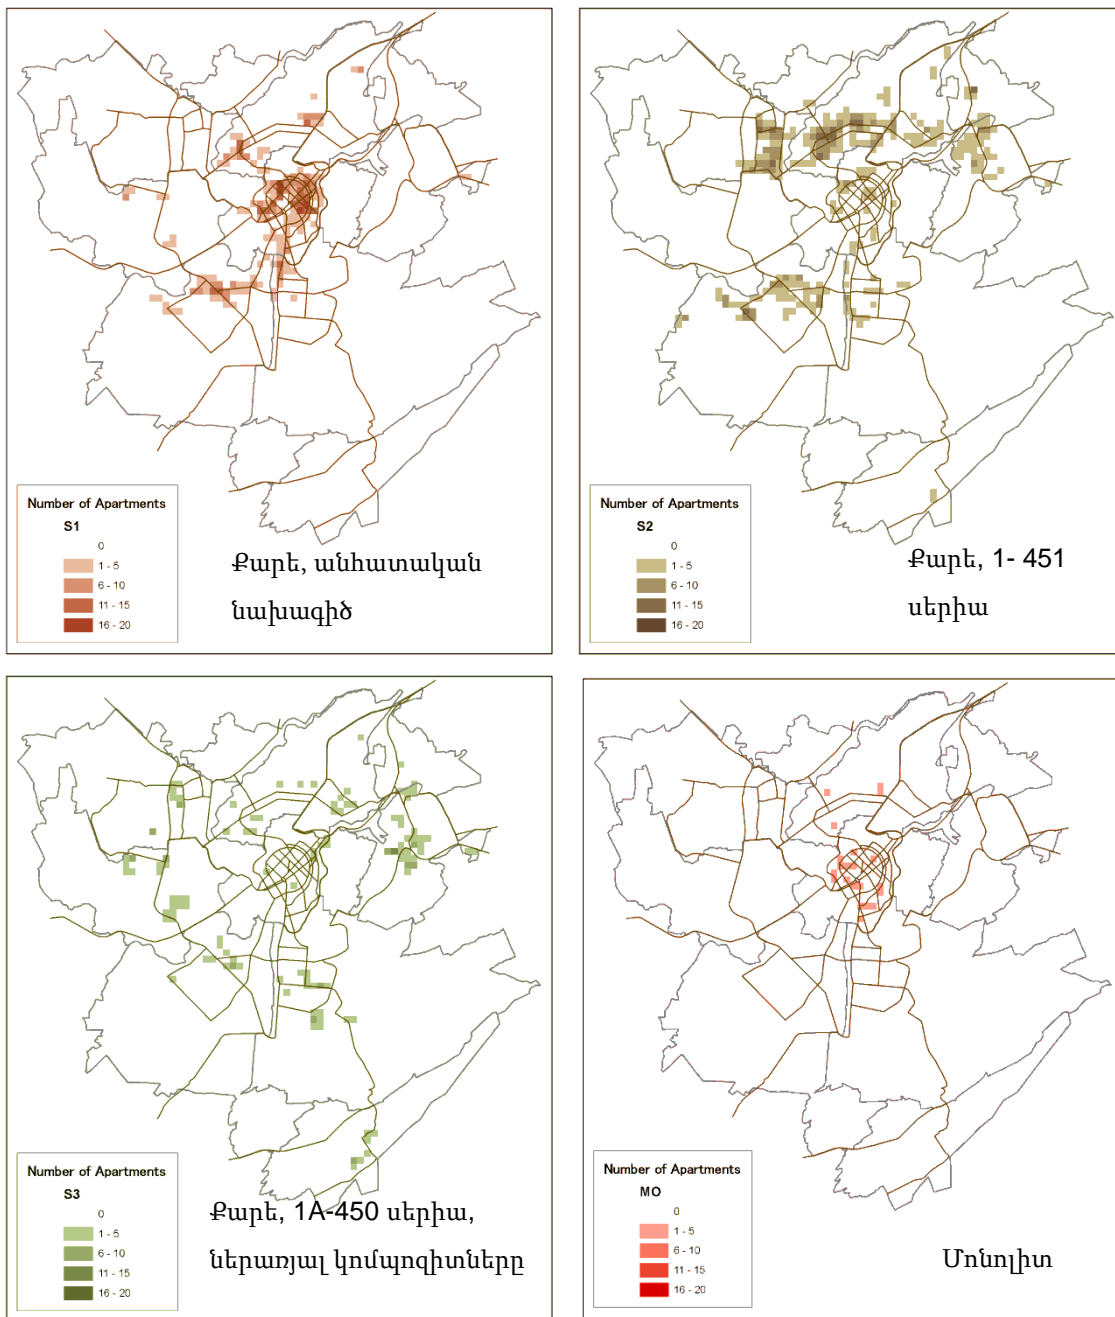 Number of Apartments
S1
0
1 - 5
6 - 10
11 - 15
16 - 20
Քարե, անհատական
նախագիծ
Number of Apartments
S2
0
1 - 5
6 - 10
11 - 15
16 - 20
Քարե, 1- 451
սերիա
Number of Apartments
S3
0
1 - 5
6 - 10
11 - 15
16 - 20
Քարե, 1A-450 սերիա,
ներառյալ կոմպոզիտները
Number of Apartments
MO
0
1 - 5
6 - 10
11 - 15
16 - 20
Մոնոլիտ